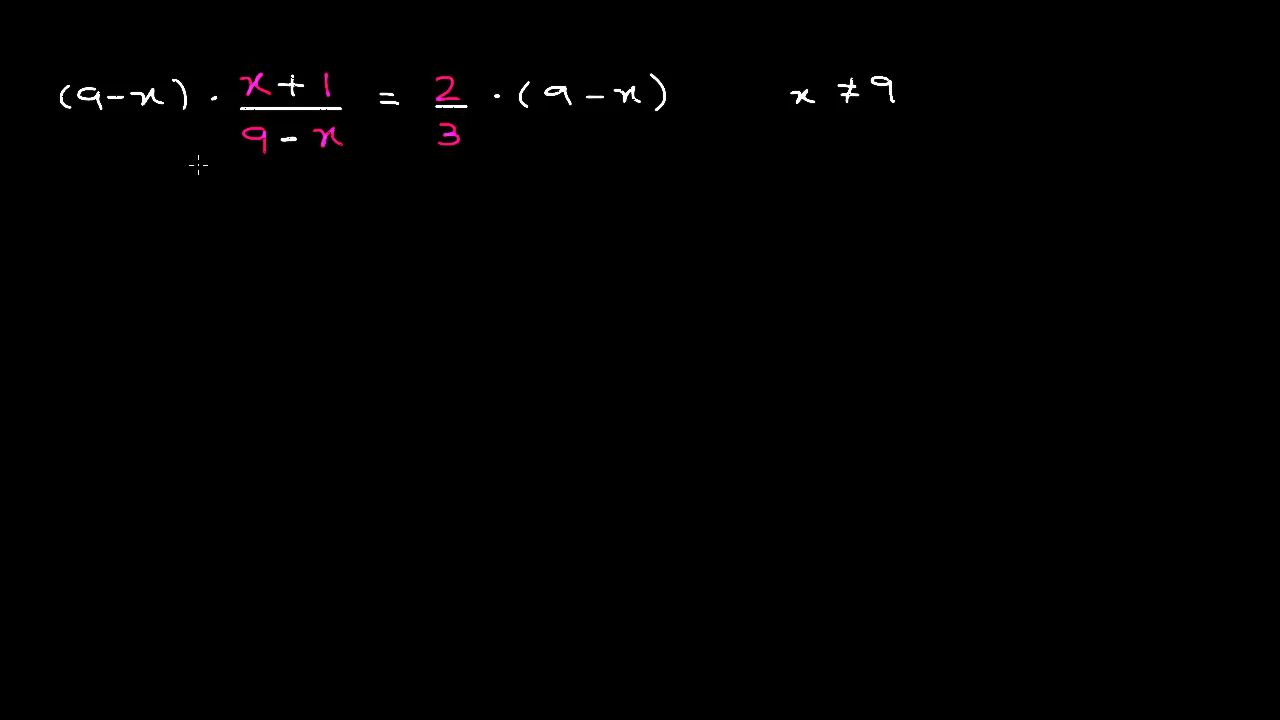 (9-x) · x+1/9-x = 2/3 · (9-x) x ≠ 9